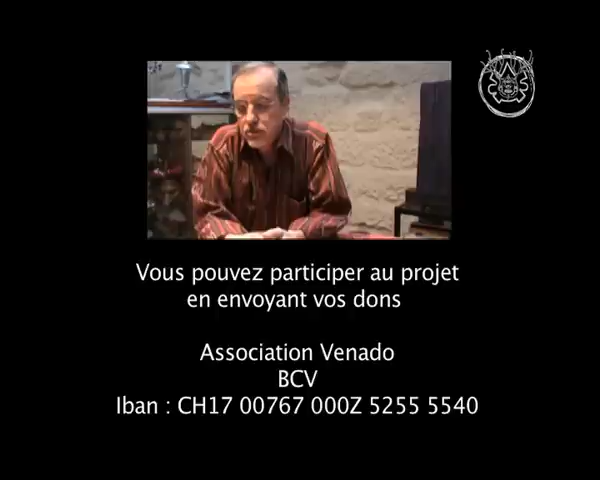 Vous pouvez participer au projet
en envoyant vos dons
Association Venado
BCV
Iban : CH17 00767 000Z 5255 5540